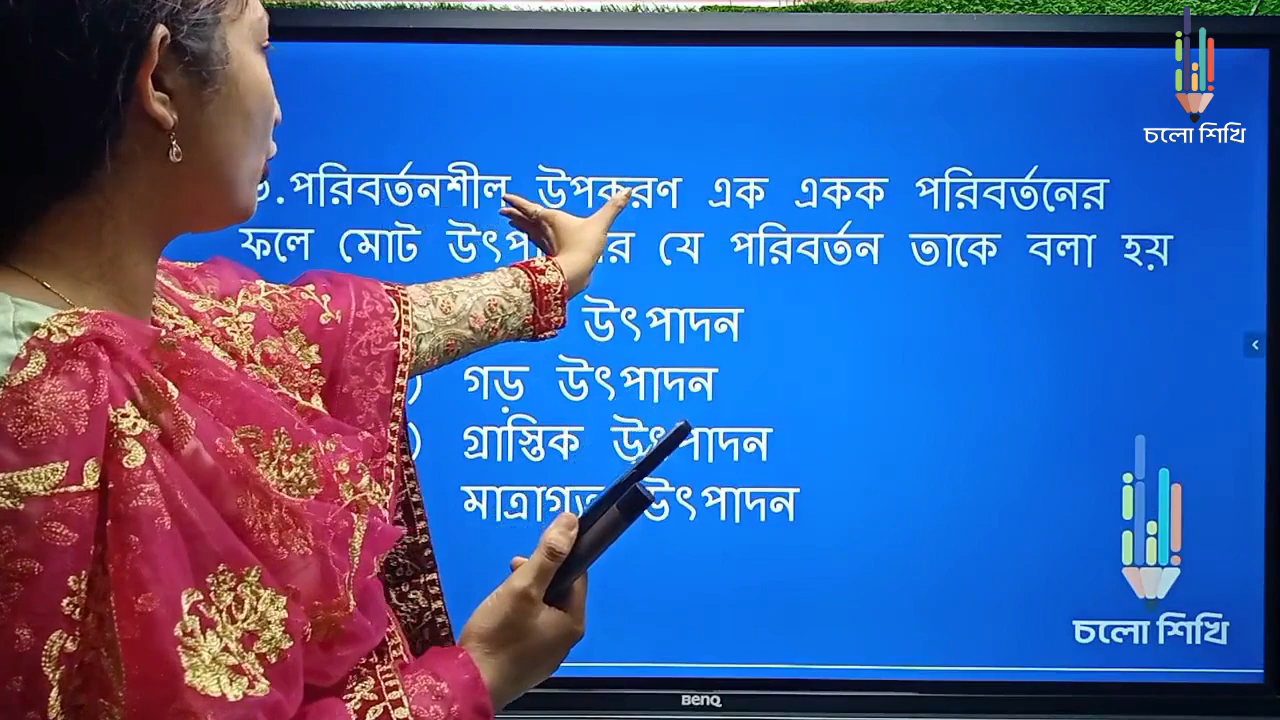 চলো শিখি
.পরিবর্তনশীল উপকরণ এক একক পরিবর্তনের
ফলে মোট যে পরিবর্তন তাকে বলা হয়
উৎপাদন
) গড় উৎপাদন
) গ্রান্তিক উৎপাদন
মাত্রাগত উৎপাদন
চলো শিখি
BenQ